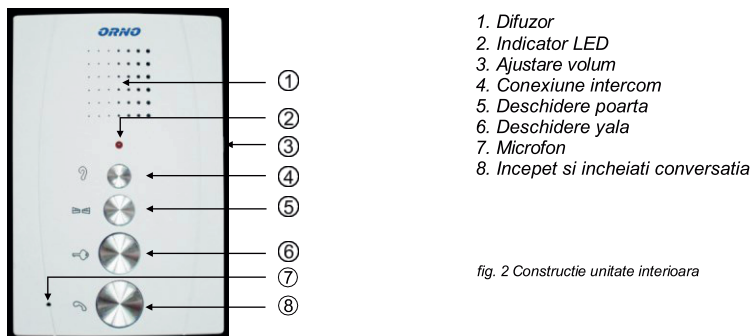 ORNO
1
2
3
4
5
6
7
8
1. Difuzor
2. Indicator LED
3. Ajustare volum
4. Conexiune intercom
5. Deschidere poarta
6. Deschidere yala
7. Microfon
8. Incepet si incheiati conversatia
fig. 2 Constructie unitate interioara